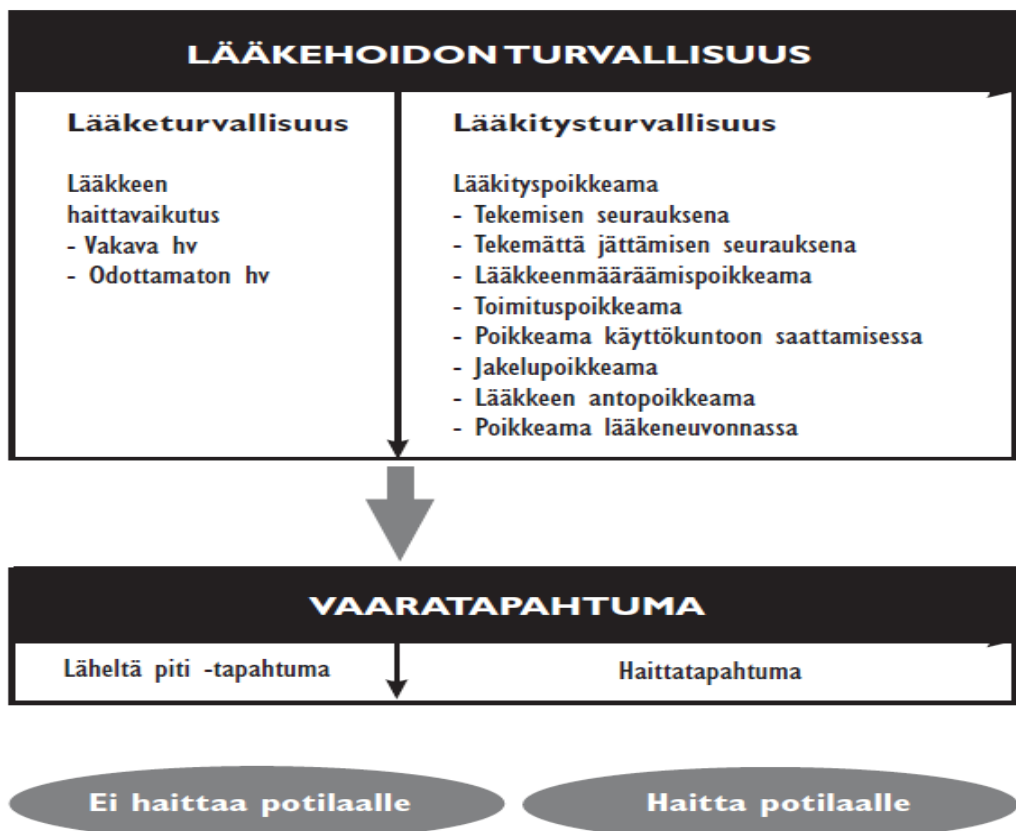 LÄÄKEHOIDON TURVALLISUUS
Lääketurvallisuus
Lääkkeen
haittavaikutus
- Vakava hv
- Odottamaton hv
Lääkitysturvallisuus
Lääkityspoikkeama
- Tekemisen seurauksena
- Tekemättä jättämisen seurauksena
- Lääkkeenmääräämispoikkeama
- Toimituspoikkeama
- Poikkeama käyttökuntoon saattamisessa
- Jakelupoikkeama
- Lääkkeen antopoikkeama
- Poikkeama lääkeneuvonnassa
VAARATAPAHTUMA
Läheltä piti -tapahtuma
Haittatapahtuma
Ei haittaa potilaalle
Haitta potilaalle